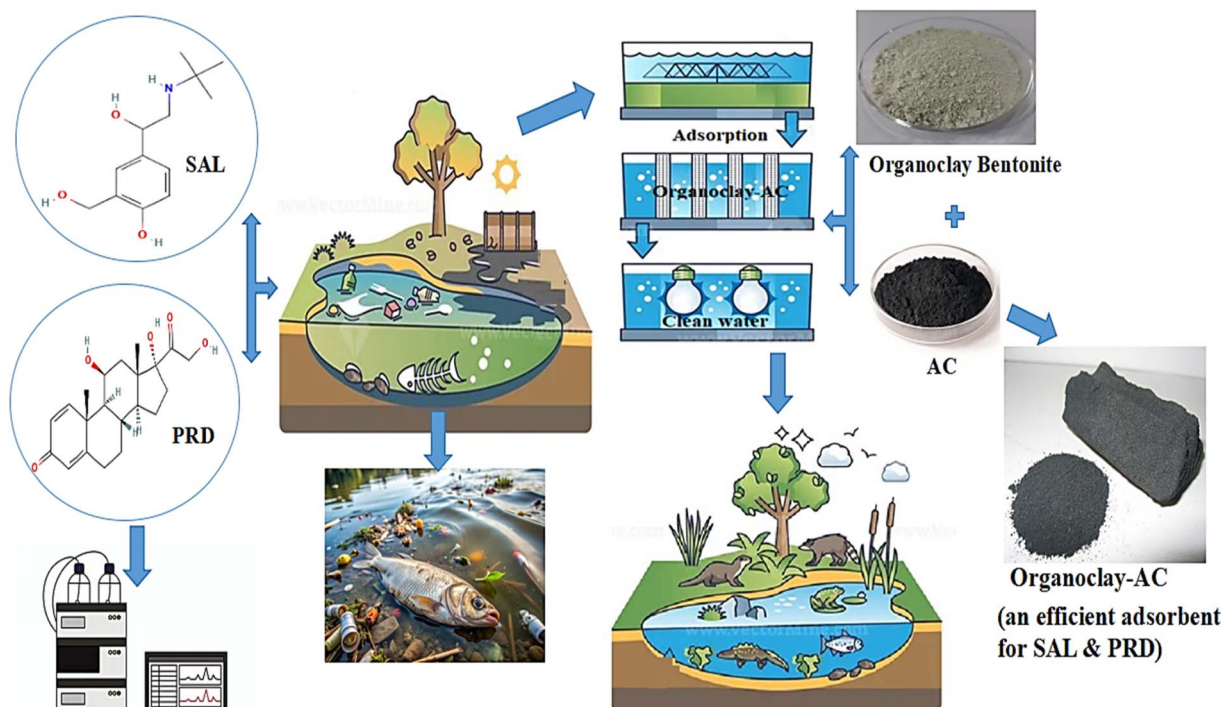 H N
H
O
SAL
O
H
O
H
Adsorption
Organoclay-AC
Clean water
Organoclay Bentonite
+
AC
O
H
H
O
O
H
O
H
H
H
H
O
PRD
www.VectorMine.com
Organoclay-AC
(an efficient adsorbent
for SAL & PRD)